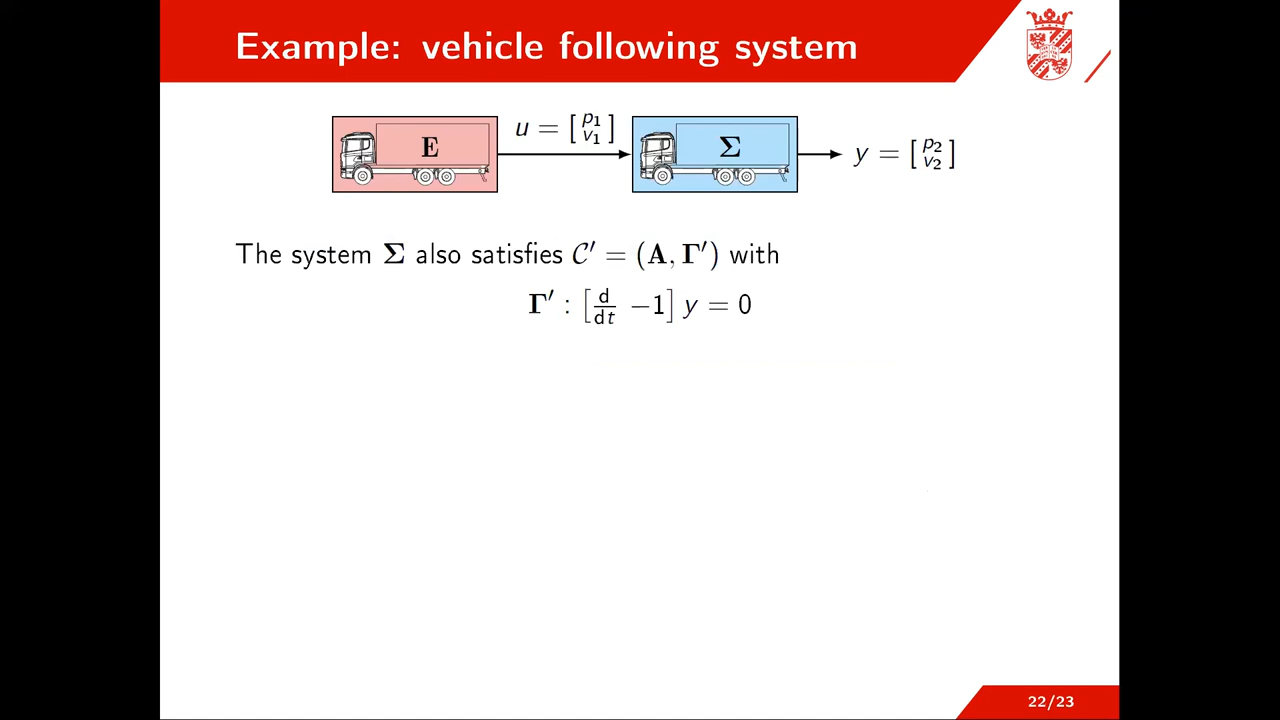 Example: vehicle following system
E u = [p₁ v₁] Σ y = [p₂ v₂]
The system Σ also satisfies 𝒞′ = (A, Γ′) with
Γ′ : [d/dt −1] y = 0
22/23